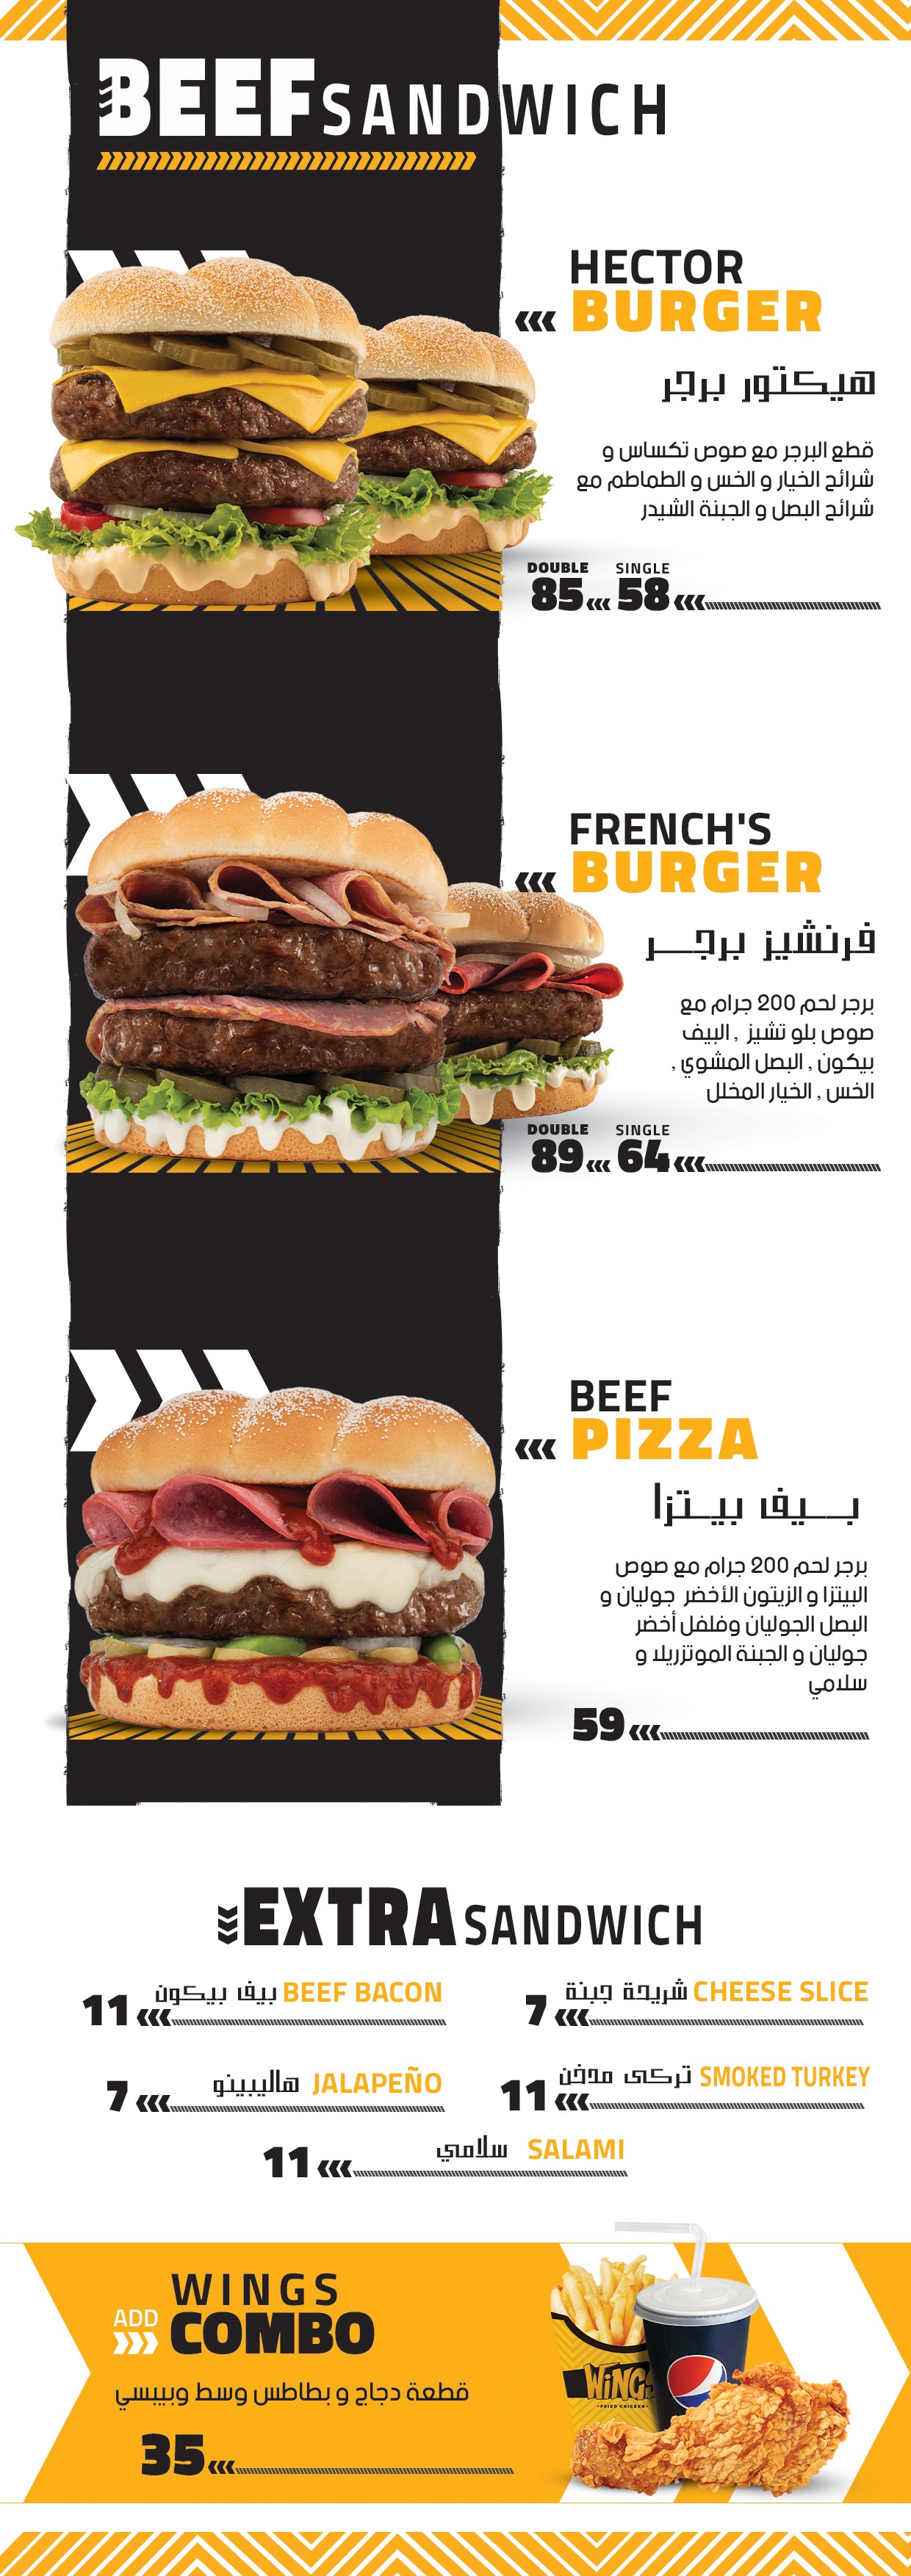 BEEF SANDWICH
HECTOR
BURGER
هيكتور برجر
قطع البرجر مع صوص تكساس و
شرائح الخيار و الخس و الطماطم مع
شرائح البصل و الجبنة الشيدر
DOUBLE SINGLE
85 58
FRENCH'S
BURGER
فرنشيز برجر
برجر لحم 200 جرام مع
صوص بلو تشيز , البيف
بيكون , البصل المشوي ,
الخس , الخيار المخلل
DOUBLE SINGLE
89 64
BEEF
PIZZA
بيف بيتزا
برجر لحم 200 جرام مع صوص
البيتزا و الزيتون الأخضر جوليان و
البصل الجوليان وفلفل أخضر
جوليان و الجبنة الموتزريلا و
سلامي
59
EXTRA SANDWICH
11 بيف بيكون BEEF BACON
7 شريحة جبنة CHEESE SLICE
7 هاليبينو JALAPEÑO
11 تركى مدخن SMOKED TURKEY
11 سلامي SALAMI
WINGS
ADD COMBO
قطعة دجاج و بطاطس وسط وبيبسي
35
WiNGS
FRIED CHICKEN